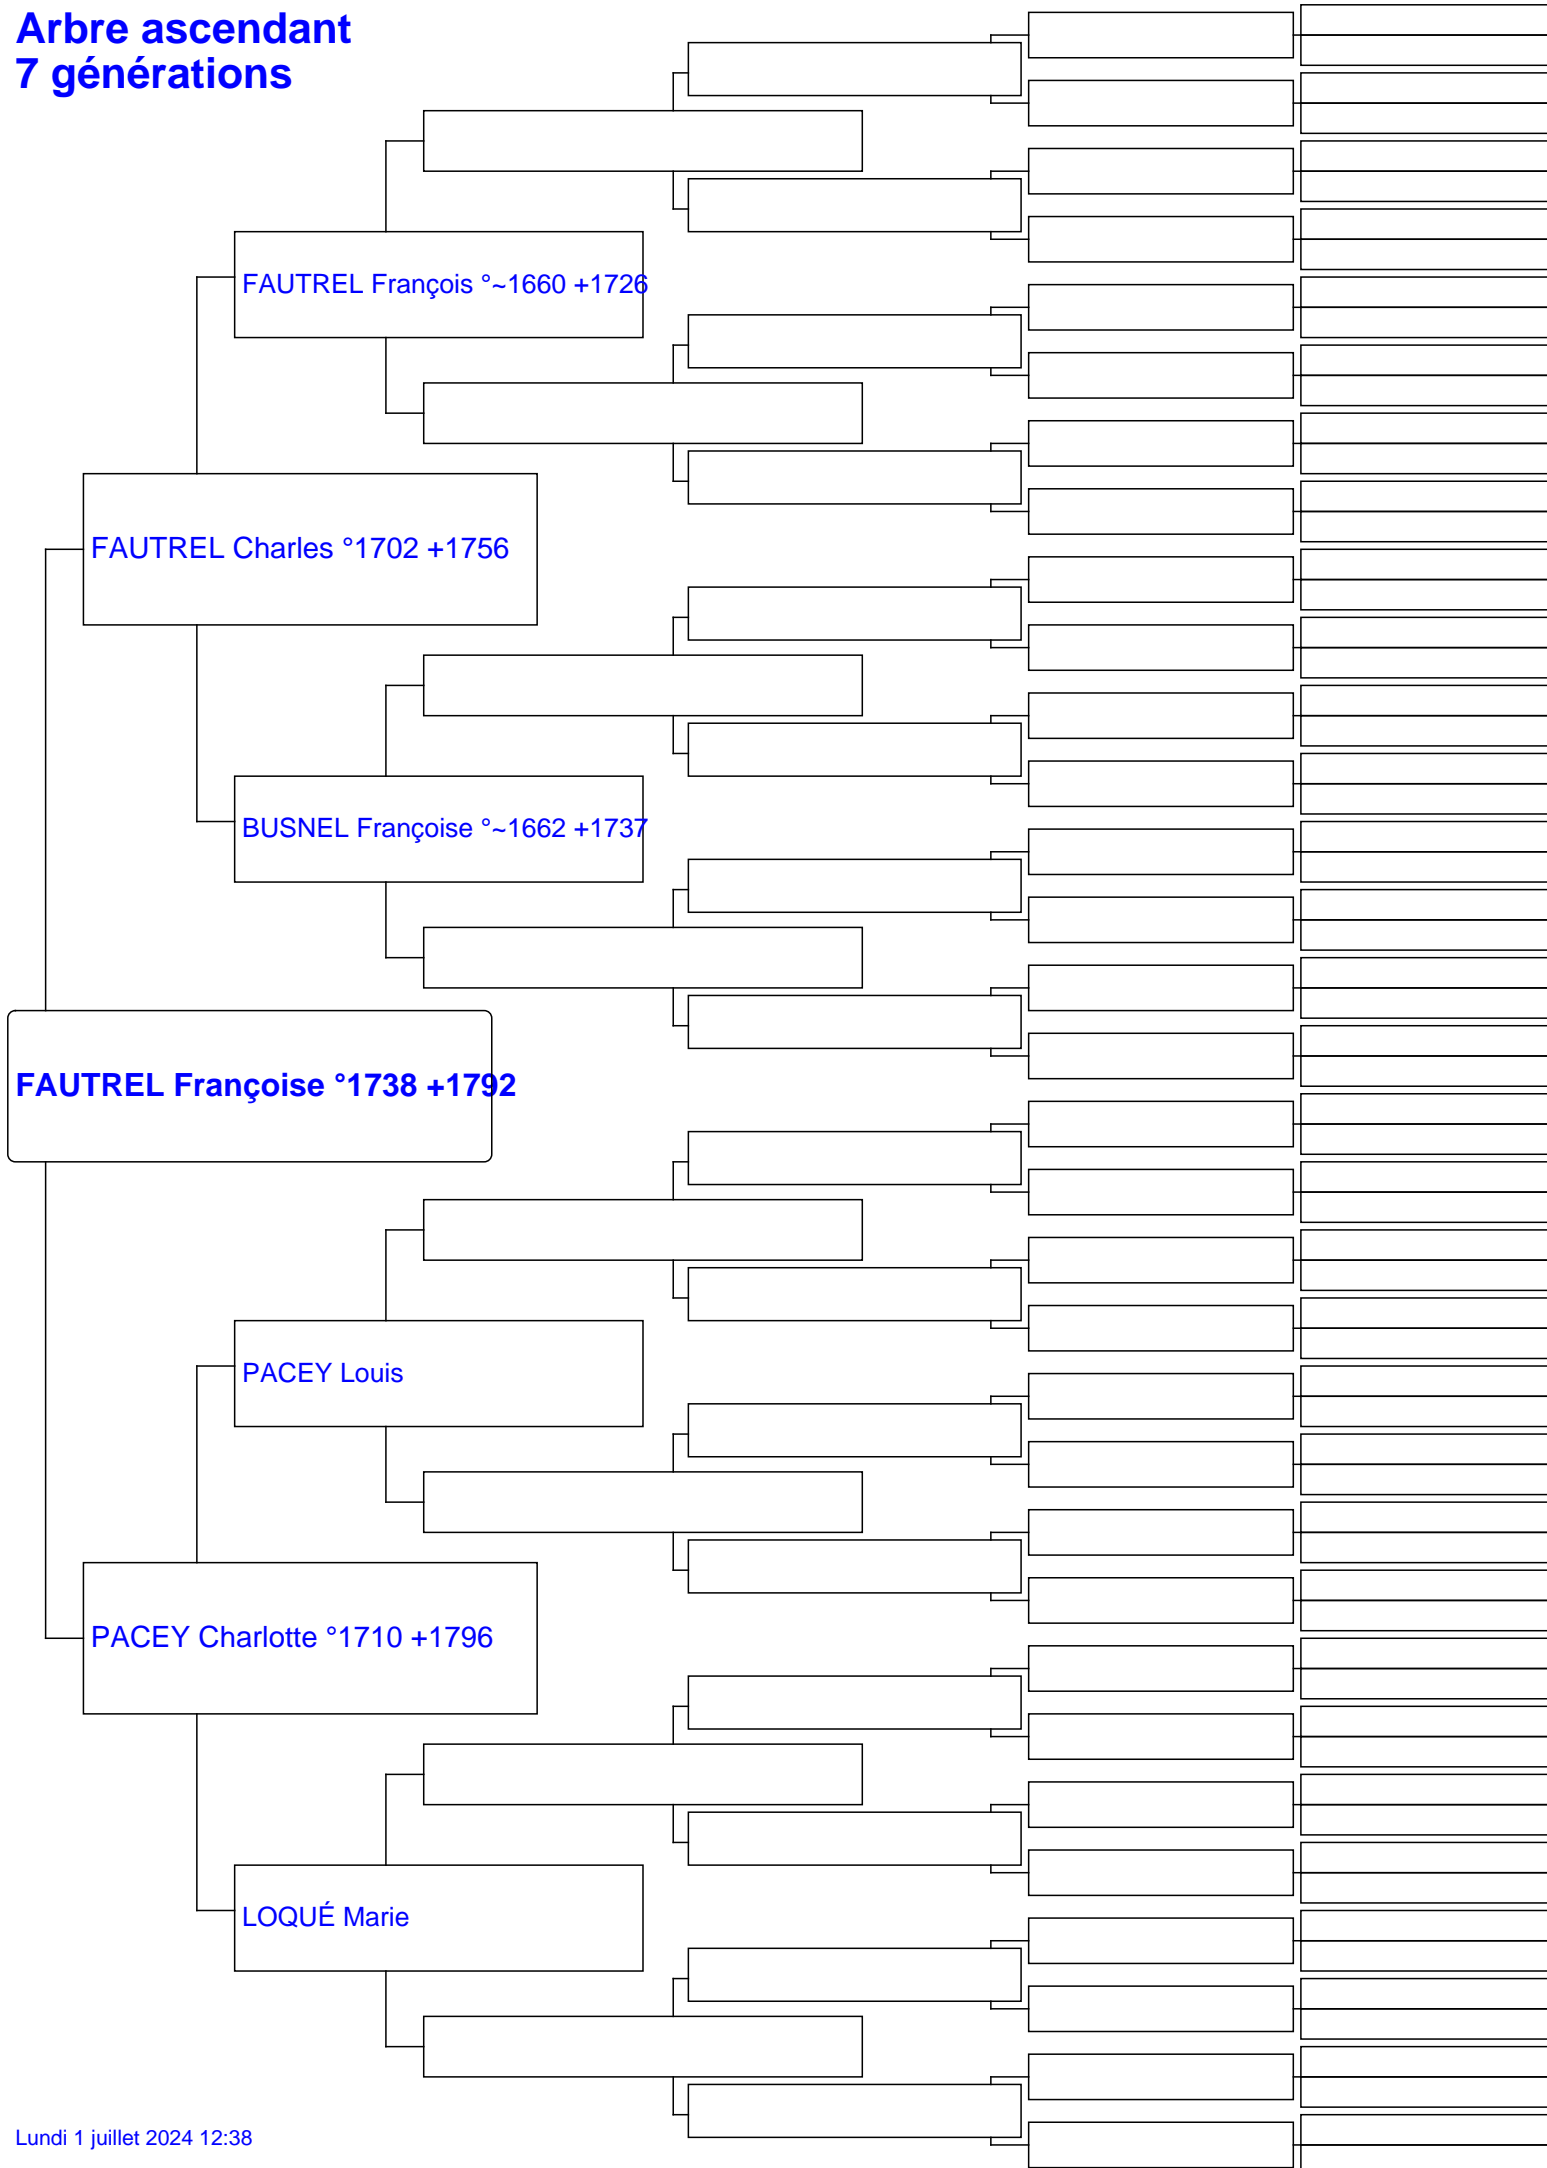 Arbre ascendant
7 générations
FAUTREL François °~1660 +1726
FAUTREL Charles °1702 +1756
BUSNEL Françoise °~1662 +1737
FAUTREL Françoise °1738 +1792
PACEY Louis
PACEY Charlotte °1710 +1796
LOQUÉ Marie
Lundi 1 juillet 2024 12:38